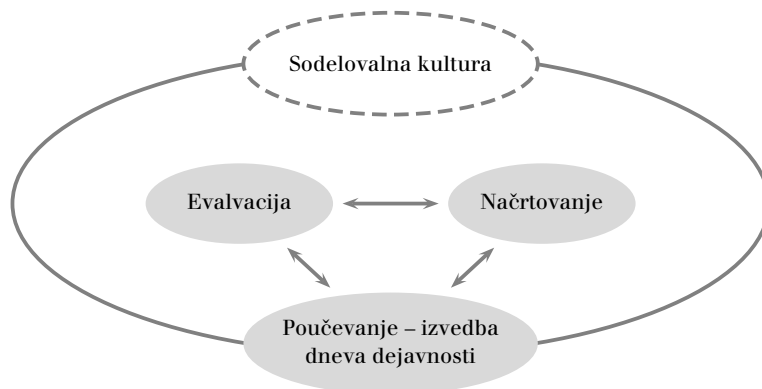 Sodelovalna kultura
Evalvacija
Načrtovanje
Poučevanje – izvedba
dneva dejavnosti